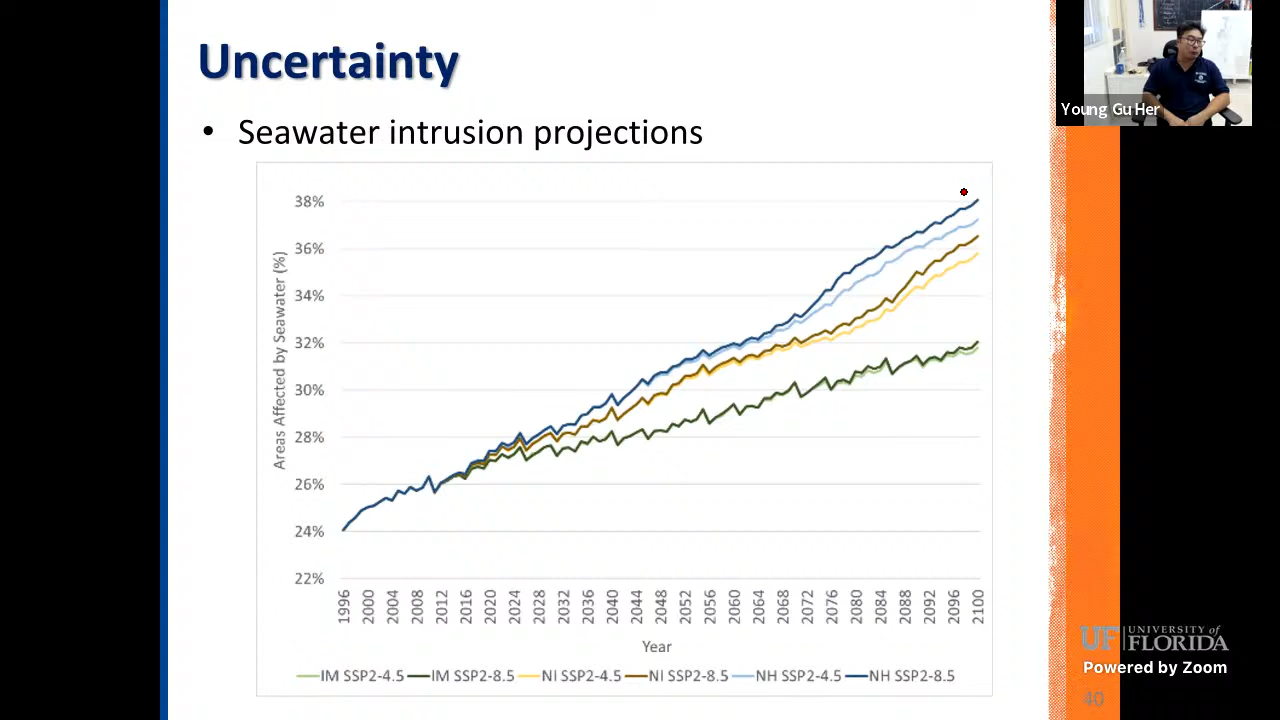 Uncertainty
Young Gu Her
• Seawater intrusion projections
Areas Affected by Seawater (%)
38%
36%
34%
32%
30%
28%
26%
24%
22%
1996 2000 2004 2008 2012 2016 2020 2024 2028 2032 2036 2040 2044 2048 2052 2056 2060 2064 2068 2072 2076 2080 2084 2088 2092 2096 2100
Year
IM SSP2-4.5 IM SSP2-8.5 NI SSP2-4.5 NI SSP2-8.5 NH SSP2-4.5 NH SSP2-8.5
UF UNIVERSITY of
FLORIDA
Powered by Zoom
40